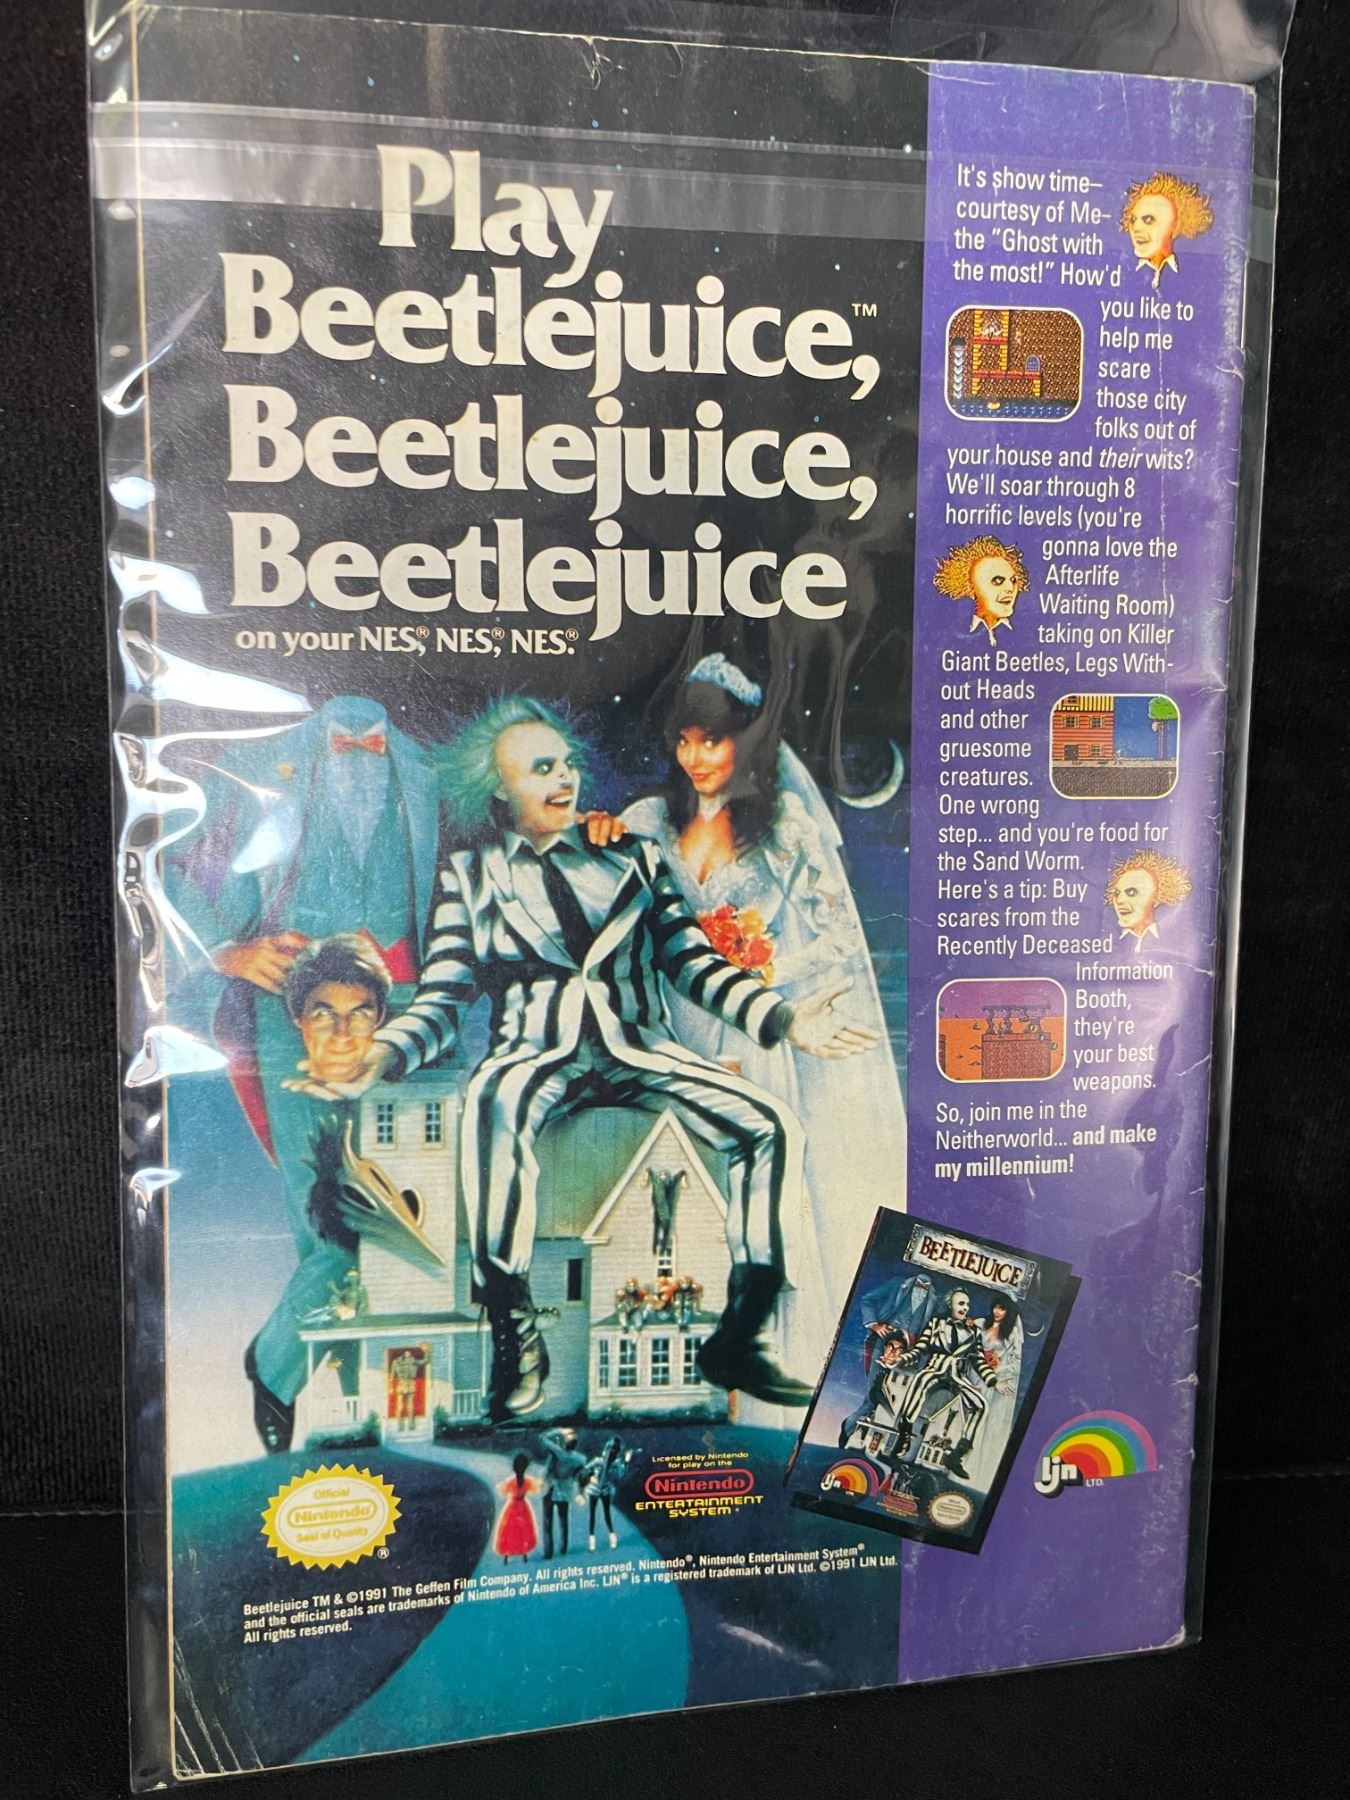 Play
Beetlejuice,™
Beetlejuice,
Beetlejuice
on your NES,® NES,® NES.®
It's show time–
courtesy of Me-
the "Ghost with
the most!" How'd
you like to
help me
scare
those city
folks out of
your house and their wits?
We'll soar through 8
horrific levels (you're
gonna love the
Afterlife
Waiting Room)
taking on Killer
Giant Beetles, Legs With-
out Heads
and other
gruesome
creatures.
One wrong
step... and you're food for
the Sand Worm.
Here's a tip: Buy
scares from the
Recently Deceased
Information
Booth,
they're
your best
weapons.
So, join me in the
Neitherworld... and make
my millennium!
BEETLEJUICE
ljn
ljn LTD.
Official
Nintendo®
Seal of Quality
®
Licensed by Nintendo
for play on the
Nintendo
ENTERTAINMENT
SYSTEM®
Beetlejuice TM & ©1991 The Geffen Film Company. All rights reserved. Nintendo®, Nintendo Entertainment System®
and the official seals are trademarks of Nintendo of America Inc. LJN® is a registered trademark of LJN Ltd. ©1991 LJN Ltd.
All rights reserved.